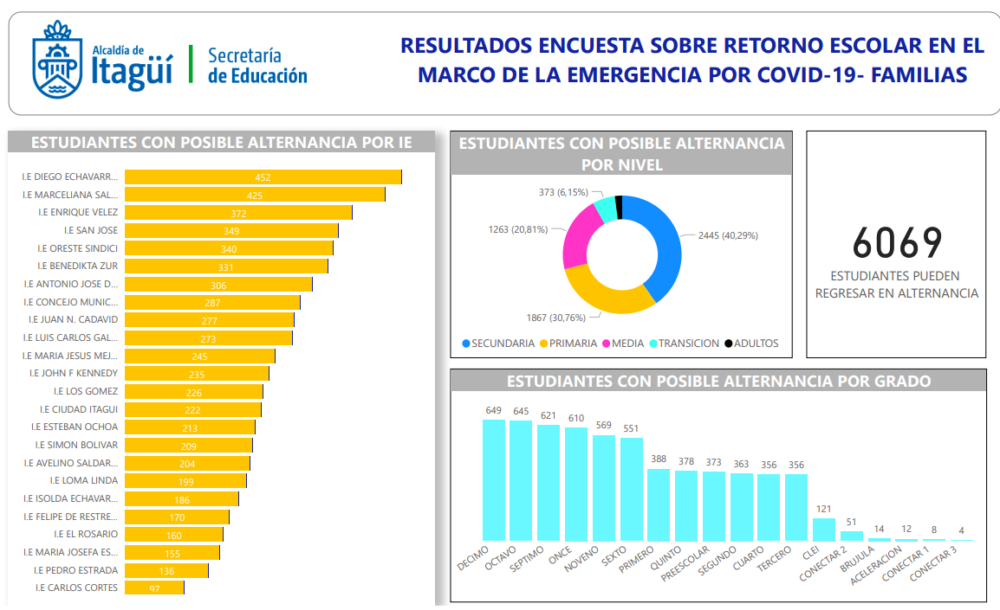 Alcaldía de
Itagüí
Secretaría
de Educación
RESULTADOS ENCUESTA SOBRE RETORNO ESCOLAR EN EL
MARCO DE LA EMERGENCIA POR COVID-19- FAMILIAS
ESTUDIANTES CON POSIBLE ALTERNANCIA POR IE
I.E DIEGO ECHAVARR... 452
I.E MARCELIANA SAL... 425
I.E ENRIQUE VELEZ 372
I.E SAN JOSE 349
I.E ORESTE SINDICI 340
I.E BENEDIKTA ZUR 331
I.E ANTONIO JOSE D... 306
I.E CONCEJO MUNIC... 287
I.E JUAN N. CADAVID 277
I.E LUIS CARLOS GAL... 273
I.E MARIA JESUS MEJ... 245
I.E JOHN F KENNEDY 235
I.E LOS GOMEZ 226
I.E CIUDAD ITAGUI 222
I.E ESTEBAN OCHOA 213
I.E SIMON BOLIVAR 209
I.E AVELINO SALDAR... 204
I.E LOMA LINDA 199
I.E ISOLDA ECHAVAR... 186
I.E FELIPE DE RESTRE... 170
I.E EL ROSARIO 160
I.E MARIA JOSEFA ES... 155
I.E PEDRO ESTRADA 136
I.E CARLOS CORTES 97
ESTUDIANTES CON POSIBLE ALTERNANCIA
POR NIVEL
373 (6,15%)
1263 (20,81%)
2445 (40,29%)
1867 (30,76%)
SECUNDARIA PRIMARIA MEDIA TRANSICION ADULTOS
6069
ESTUDIANTES PUEDEN
REGRESAR EN ALTERNANCIA
ESTUDIANTES CON POSIBLE ALTERNANCIA POR GRADO
649 645 621 610 569 551 388 378 373 363 356 356 121 51 14 12 8 4
DECIMO OCTAVO SEPTIMO ONCE NOVENO SEXTO PRIMERO QUINTO PREESCOLAR SEGUNDO CUARTO TERCERO CLEI CONECTAR 2 BRUJULA ACELERACION CONECTAR 1 CONECTAR 3